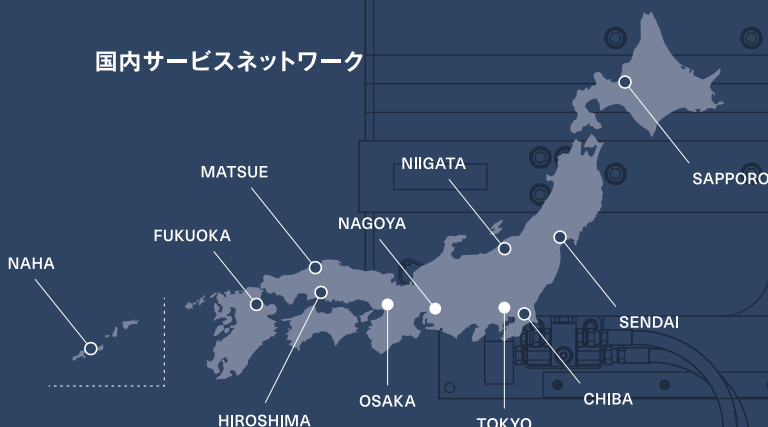 国内サービスネットワーク
NIIGATA
MATSUE
SAPPORO
NAGOYA
FUKUOKA
NAHA
SENDAI
CHIBA
OSAKA
HIROSHIMA
TOKYO